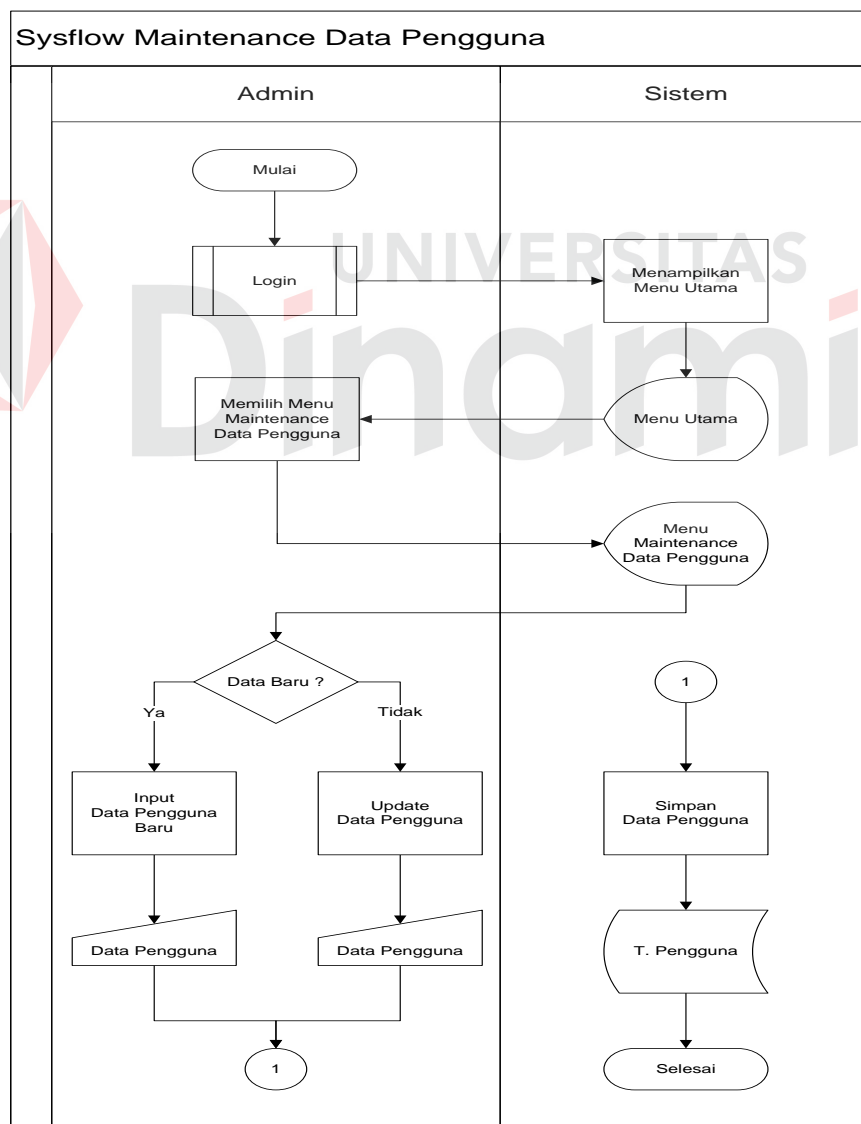 Sysflow Maintenance Data Pengguna
Admin
Sistem
Mulai
UNIVERSITAS
Dinami
Login
Menampilkan
Menu Utama
Memilih Menu
Maintenance
Data Pengguna
Menu Utama
Menu
Maintenance
Data Pengguna
Data Baru ?
1
Ya
Tidak
Input
Data Pengguna
Baru
Update
Data Pengguna
Simpan
Data Pengguna
Data Pengguna
Data Pengguna
T. Pengguna
1
Selesai